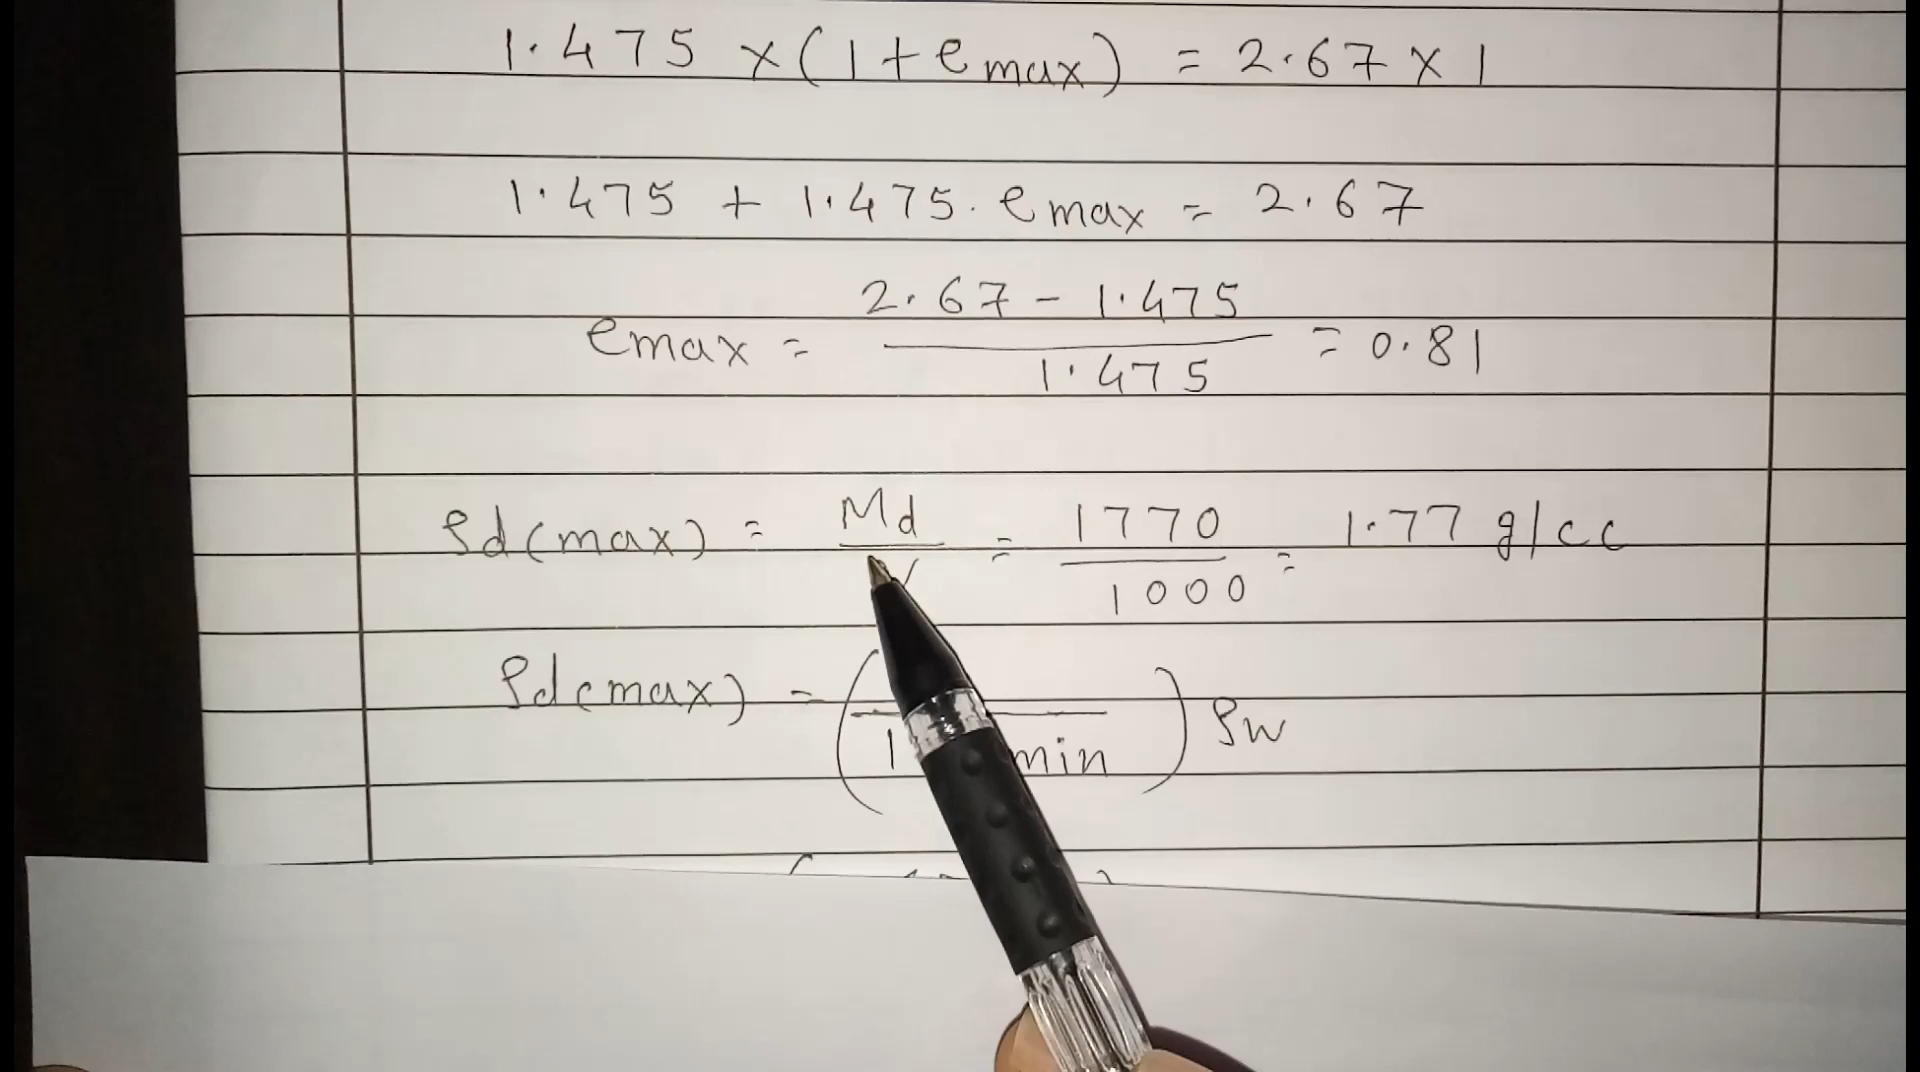 1.475 × (1 + emax) = 2.67 × 1
1.475 + 1.475. emax = 2.67
emax = 2.67 - 1.475 / 1.475 = 0.81
ρd(max) = Md / V = 1770 / 1000 = 1.77 g/cc
ρd(max) = ( / 1 min ) ρw